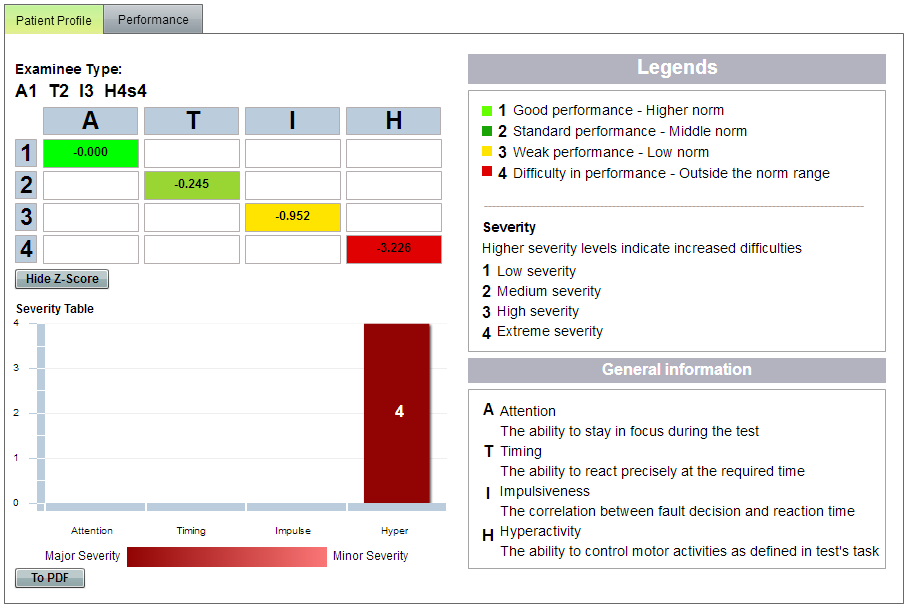 Patient Profile
Performance
Examinee Type:
A1 T2 I3 H4s4
A T I H
1 -0.000
2 -0.245
3 -0.952
4 -3.226
Hide Z-Score
Severity Table
4
3
2
1
0
4
Attention Timing Impulse Hyper
Major Severity Minor Severity
To PDF
Legends
1 Good performance - Higher norm
2 Standard performance - Middle norm
3 Weak performance - Low norm
4 Difficulty in performance - Outside the norm range
Severity
Higher severity levels indicate increased difficulties
1 Low severity
2 Medium severity
3 High severity
4 Extreme severity
General information
A Attention
The ability to stay in focus during the test
T Timing
The ability to react precisely at the required time
I Impulsiveness
The correlation between fault decision and reaction time
H Hyperactivity
The ability to control motor activities as defined in test's task